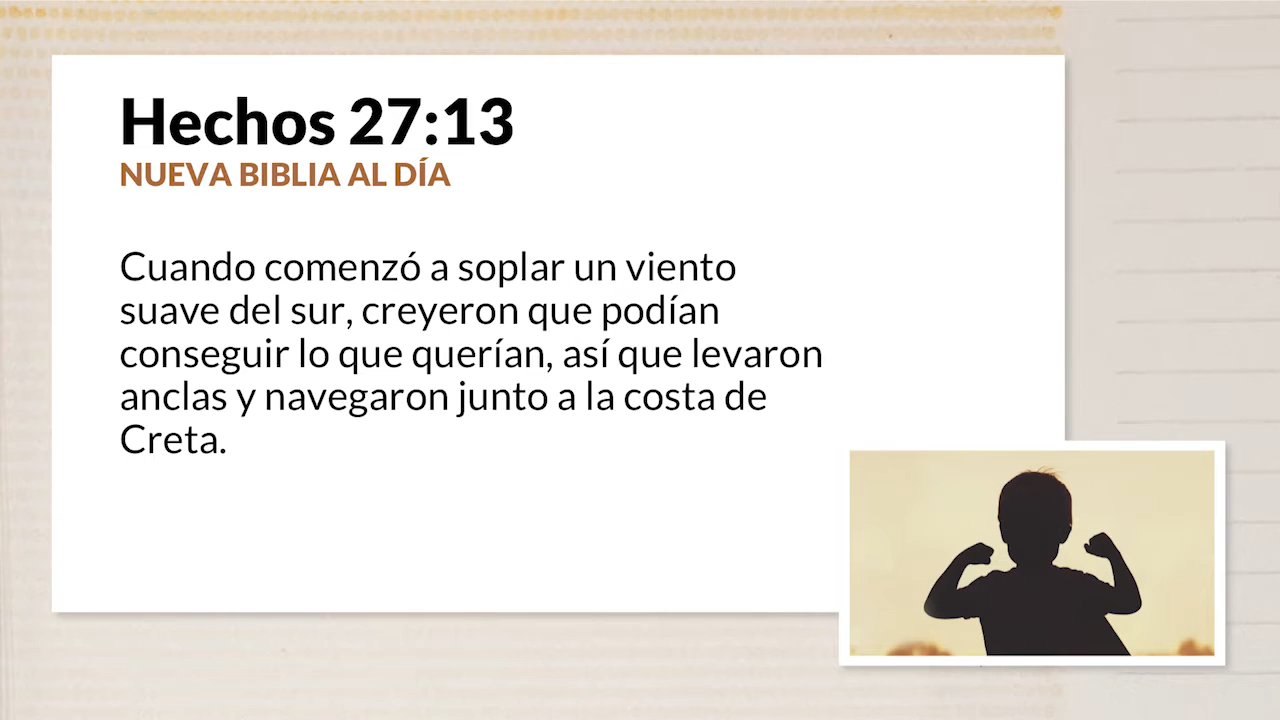 Hechos 27:13
NUEVA BIBLIA AL DÍA
Cuando comenzó a soplar un viento
suave del sur, creyeron que podían
conseguir lo que querían, así que levaron
anclas y navegaron junto a la costa de
Creta.